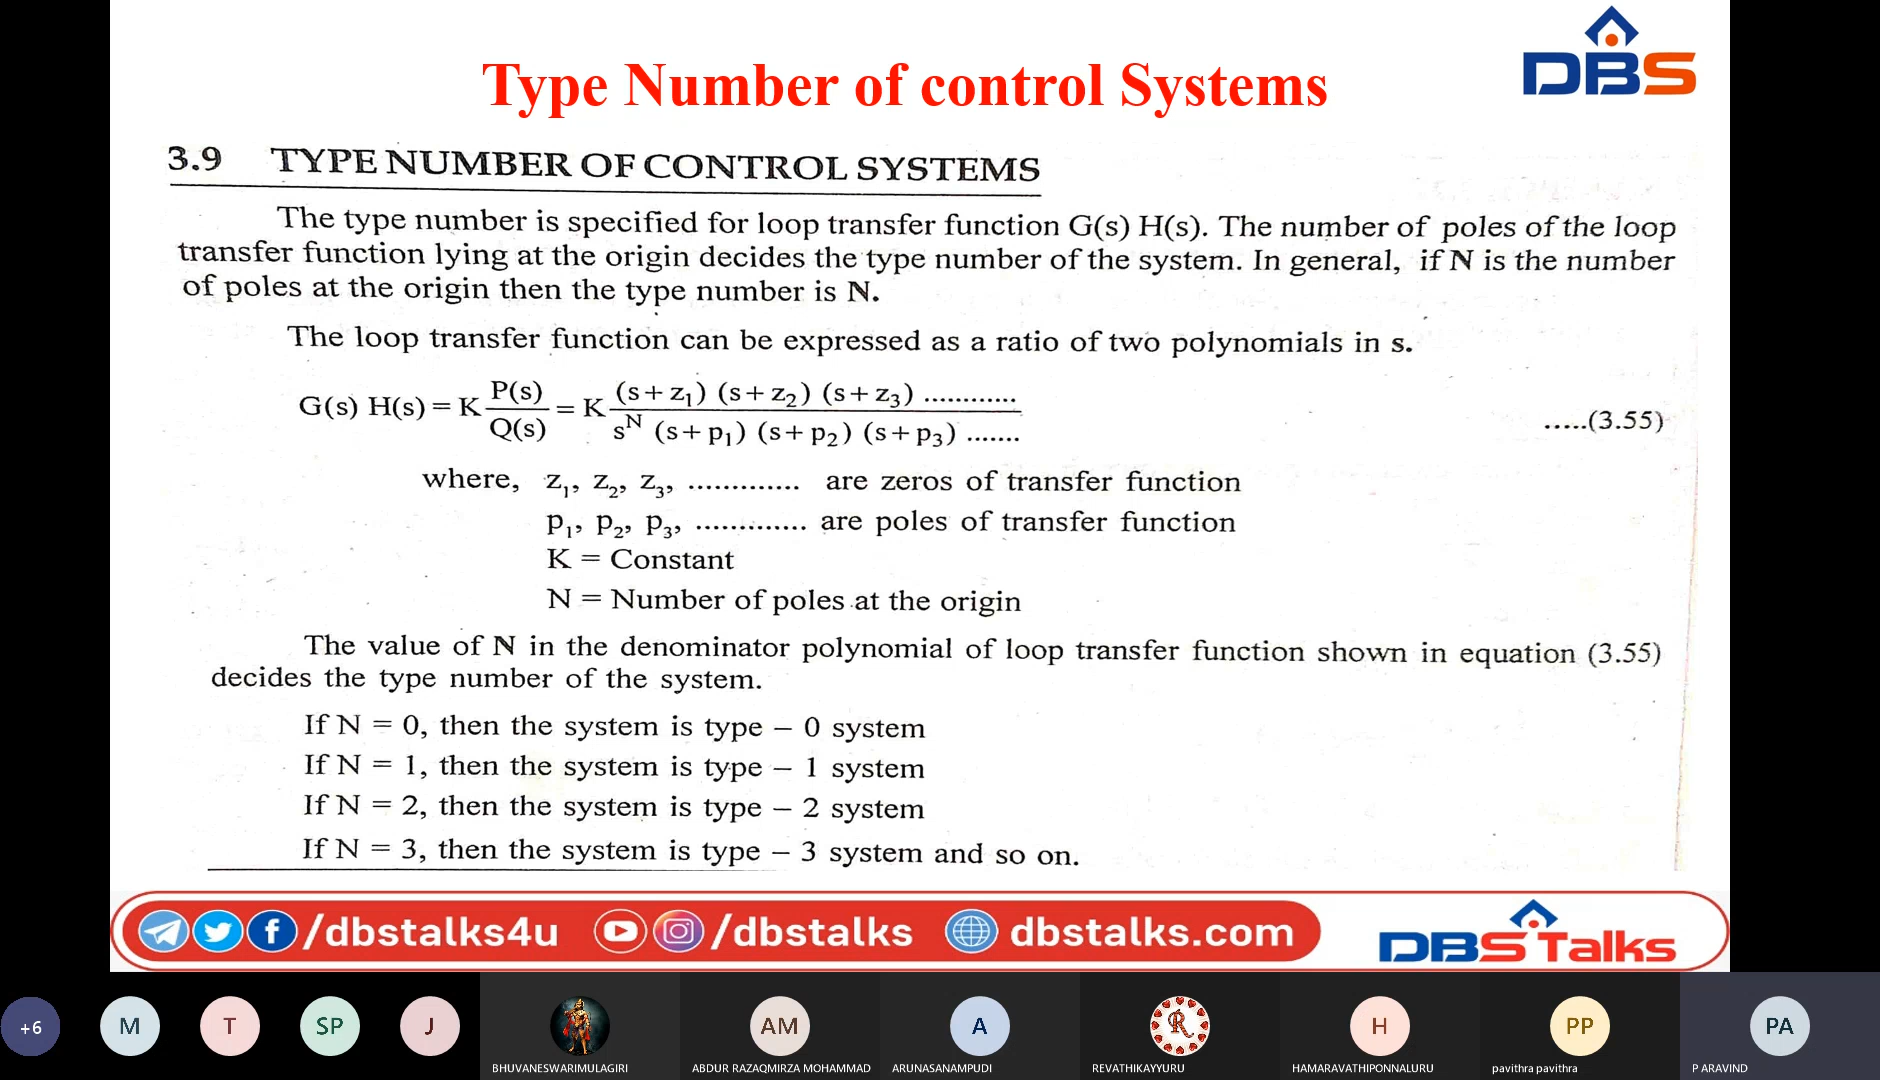 DBS
Type Number of control Systems
3.9 TYPE NUMBER OF CONTROL SYSTEMS
The type number is specified for loop transfer function G(s) H(s). The number of poles of the loop
transfer function lying at the origin decides the type number of the system. In general, if N is the number
of poles at the origin then the type number is N.
The loop transfer function can be expressed as a ratio of two polynomials in s.
G(s) H(s) = K P(s)/Q(s) = K (s+z₁) (s+z₂) (s+z₃) ............ / sᴺ (s+p₁) (s+p₂) (s+p₃) ....... .....(3.55)
where, z₁, z₂, z₃, ............. are zeros of transfer function
p₁, p₂, p₃, ............. are poles of transfer function
K = Constant
N = Number of poles at the origin
The value of N in the denominator polynomial of loop transfer function shown in equation (3.55)
decides the type number of the system.
If N = 0, then the system is type – 0 system
If N = 1, then the system is type – 1 system
If N = 2, then the system is type – 2 system
If N = 3, then the system is type – 3 system and so on.
/dbstalks4u /dbstalks dbstalks.com DBS Talks
+6 M T SP J AM A R H PP PA
BHUVANESWARIMULAGIRI ABDUR RAZAQMIRZA MOHAMMAD ARUNASANAMPUDI REVATHIKAYYURU HAMARAVATHIPONNALURU pavithra pavithra P ARAVIND